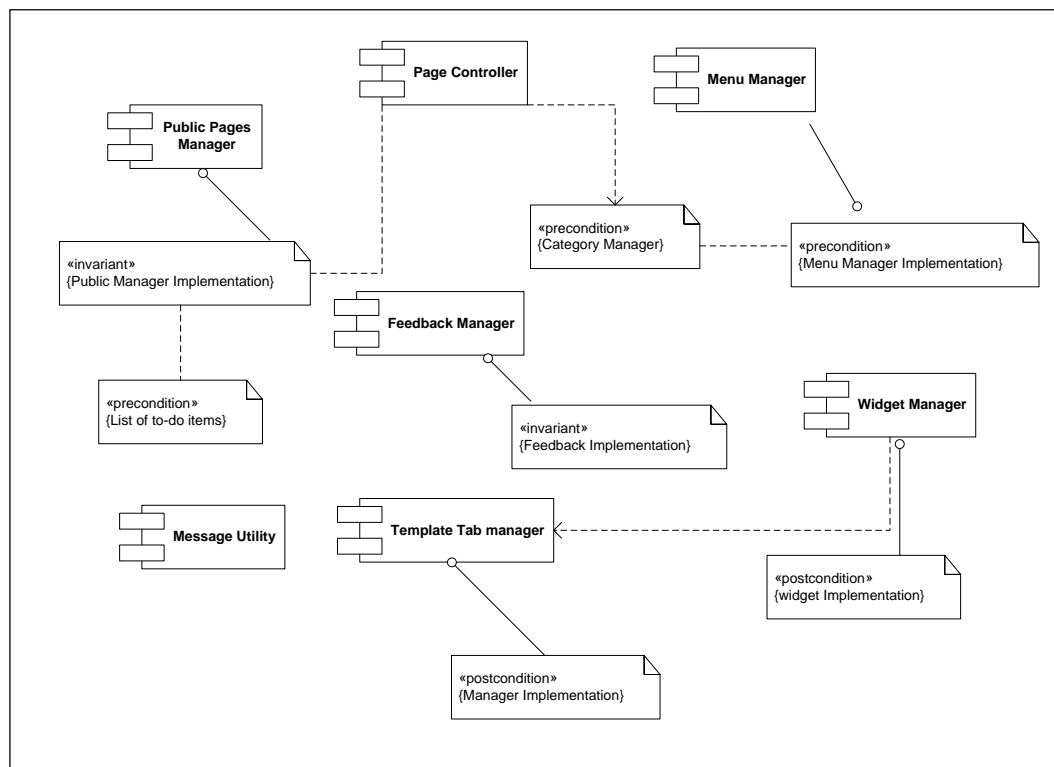 Page Controller
Menu Manager
Public Pages
Manager
«precondition»
{Category Manager}
«invariant»
{Public Manager Implementation}
«precondition»
{Menu Manager Implementation}
Feedback Manager
«precondition»
{List of to-do items}
«invariant»
{Feedback Implementation}
Widget Manager
Message Utility
Template Tab manager
«postcondition»
{widget Implementation}
«postcondition»
{Manager Implementation}